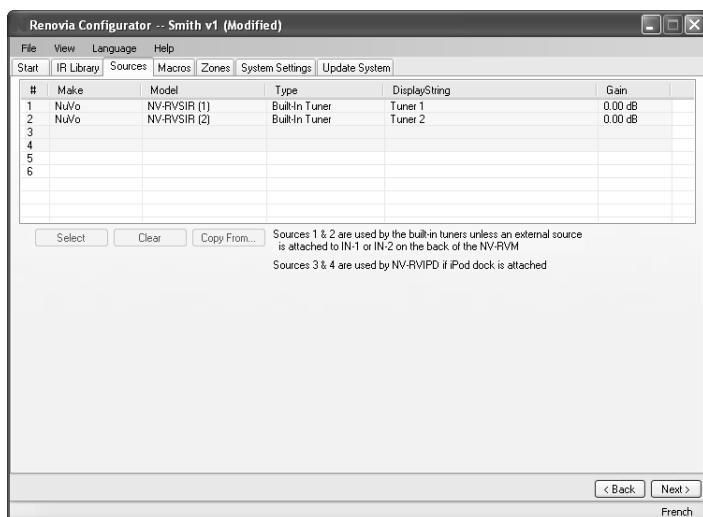 Renovia Configurator -- Smith v1 (Modified)
File View Language Help
Start IR Library Sources Macros Zones System Settings Update System
# Make Model Type DisplayString Gain
1 NuVo NV-RVSIR (1) Built-In Tuner Tuner 1 0.00 dB
2 NuVo NV-RVSIR (2) Built-In Tuner Tuner 2 0.00 dB
3
4
5
6
Select Clear Copy From... Sources 1 & 2 are used by the built-in tuners unless an external source
is attached to IN-1 or IN-2 on the back of the NV-RVM
Sources 3 & 4 are used by NV-RVIPD if iPod dock is attached
< Back Next >
French